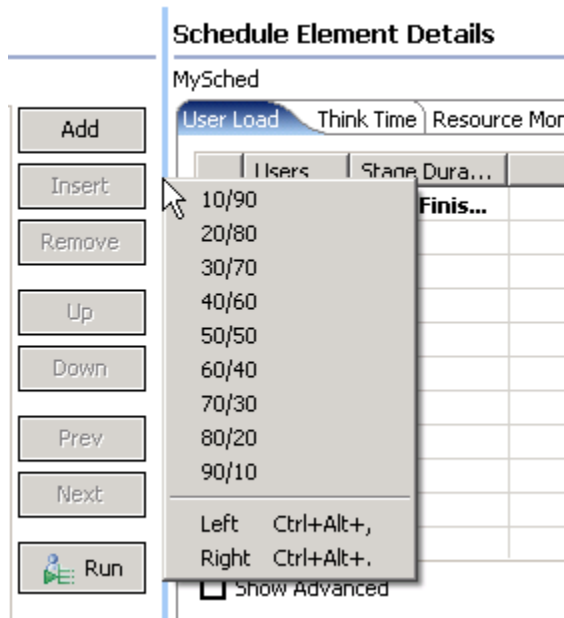 Schedule Element Details
MySched
User Load Think Time Resource Mor
Users Stage Dura...
Finis...
Add
Insert
Remove
Up
Down
Prev
Next
Run
10/90
20/80
30/70
40/60
50/50
60/40
70/30
80/20
90/10
Left Ctrl+Alt+,
Right Ctrl+Alt+.
Show Advanced